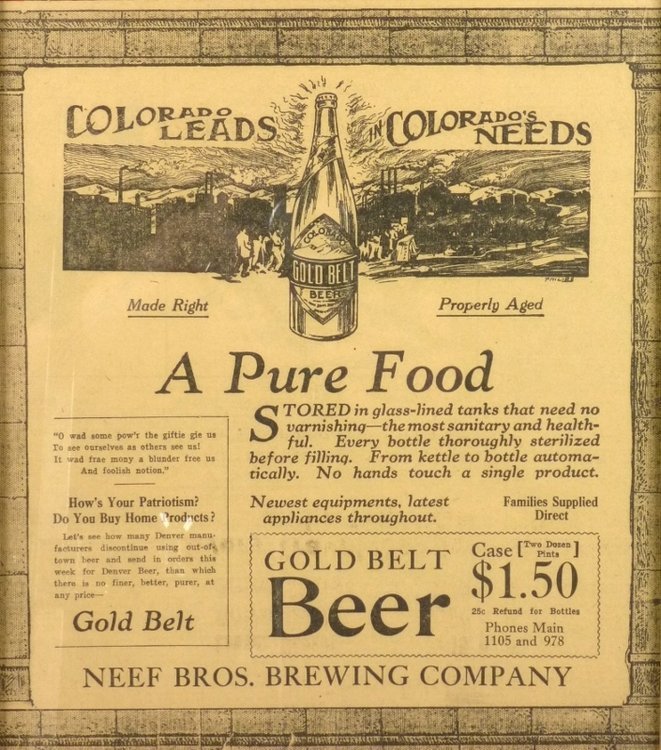 COLORADO LEADS
IN COLORADO'S NEEDS
COLORADO
GOLD BELT
BEER
Made Right
Properly Aged
A Pure Food
STORED in glass-lined tanks that need no
varnishing—the most sanitary and health-
ful. Every bottle thoroughly sterilized
before filling. From kettle to bottle automa-
tically. No hands touch a single product.
Newest equipments, latest
appliances throughout.
Families Supplied
Direct
"O wad some pow'r the giftie gie us
To see ourselves as others see us!
It wad frae mony a blunder free us
And foolish notion."
How's Your Patriotism?
Do You Buy Home Products?
Let's see how many Denver manu-
facturers discontinue using out-of-
town beer and send in orders this
week for Denver Beer, than which
there is no finer, better, purer, at
any price—
Gold Belt
GOLD BELT
Beer
Case [Two Dozen
Pints]
$1.50
25c Refund for Bottles
Phones Main
1105 and 978
NEEF BROS. BREWING COMPANY